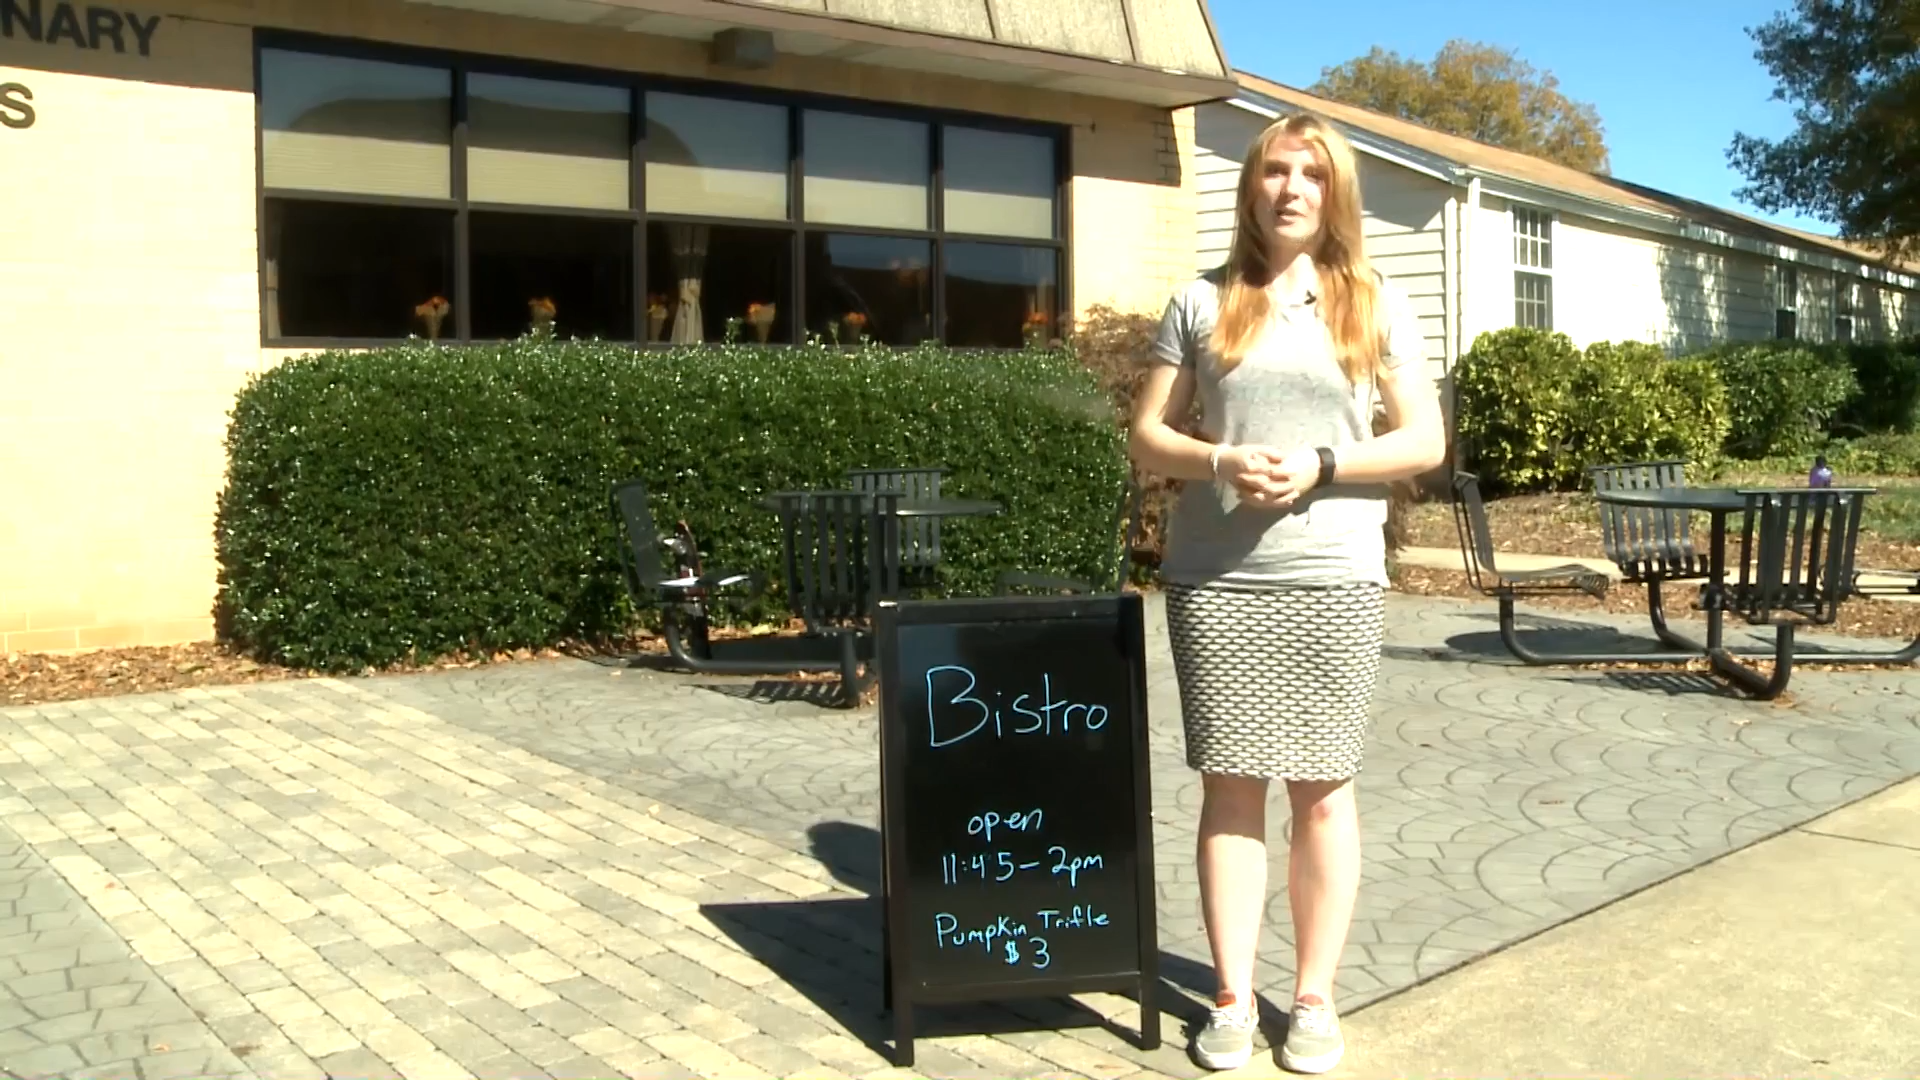 NARY
S
Bistro
open
11:45 – 2pm
Pumpkin Trifle
$3